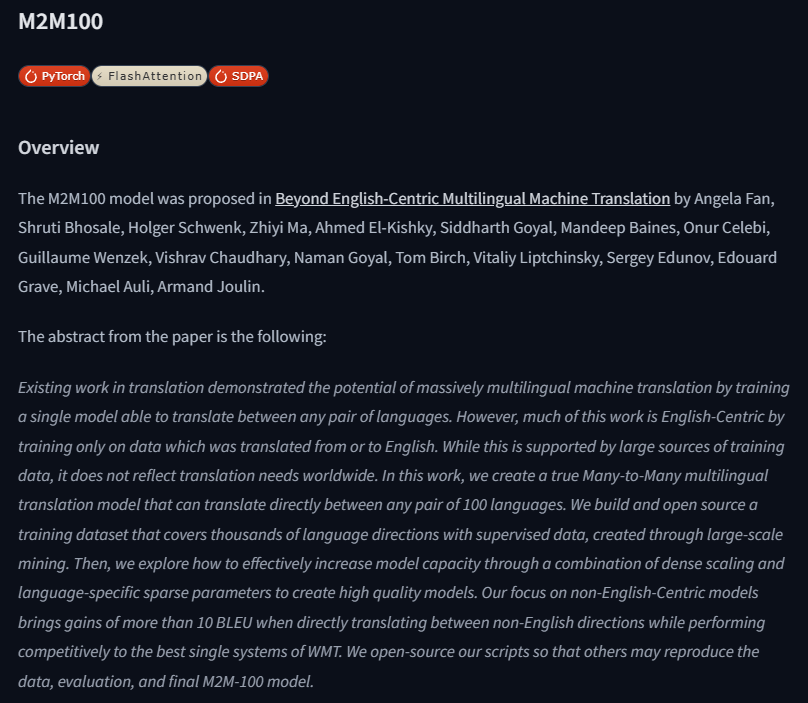 M2M100
PyTorch FlashAttention SDPA
Overview
The M2M100 model was proposed in Beyond English-Centric Multilingual Machine Translation by Angela Fan,
Shruti Bhosale, Holger Schwenk, Zhiyi Ma, Ahmed El-Kishky, Siddharth Goyal, Mandeep Baines, Onur Celebi,
Guillaume Wenzek, Vishrav Chaudhary, Naman Goyal, Tom Birch, Vitaliy Liptchinsky, Sergey Edunov, Edouard
Grave, Michael Auli, Armand Joulin.
The abstract from the paper is the following:
Existing work in translation demonstrated the potential of massively multilingual machine translation by training
a single model able to translate between any pair of languages. However, much of this work is English-Centric by
training only on data which was translated from or to English. While this is supported by large sources of training
data, it does not reflect translation needs worldwide. In this work, we create a true Many-to-Many multilingual
translation model that can translate directly between any pair of 100 languages. We build and open source a
training dataset that covers thousands of language directions with supervised data, created through large-scale
mining. Then, we explore how to effectively increase model capacity through a combination of dense scaling and
language-specific sparse parameters to create high quality models. Our focus on non-English-Centric models
brings gains of more than 10 BLEU when directly translating between non-English directions while performing
competitively to the best single systems of WMT. We open-source our scripts so that others may reproduce the
data, evaluation, and final M2M-100 model.